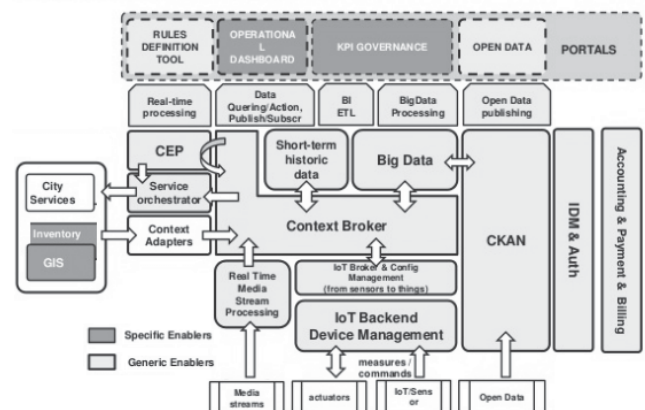 RULES
DEFINITION
TOOL
OPERATIONA
L
DASHBOARD
KPI GOVERNANCE
OPEN DATA
PORTALS
Real-time
processing
Data
Quering/Action,
Publish/Subscr
BI
ETL
BigData
Processing
Open Data
publishing
CEP
Short-term
historic
data
Big Data
City
Services
Service
orchestrator
Inventory
GIS
Context
Adapters
Context Broker
CKAN
IDM & Auth
Accounting & Payment & Billing
Real Time
Media
Stream
Processing
IoT Broker & Config
Management
(from sensors to things)
IoT Backend
Device Management
Specific Enablers
Generic Enablers
measures /
commands
Media
streams
actuators
IoT/Sens
or
Open Data